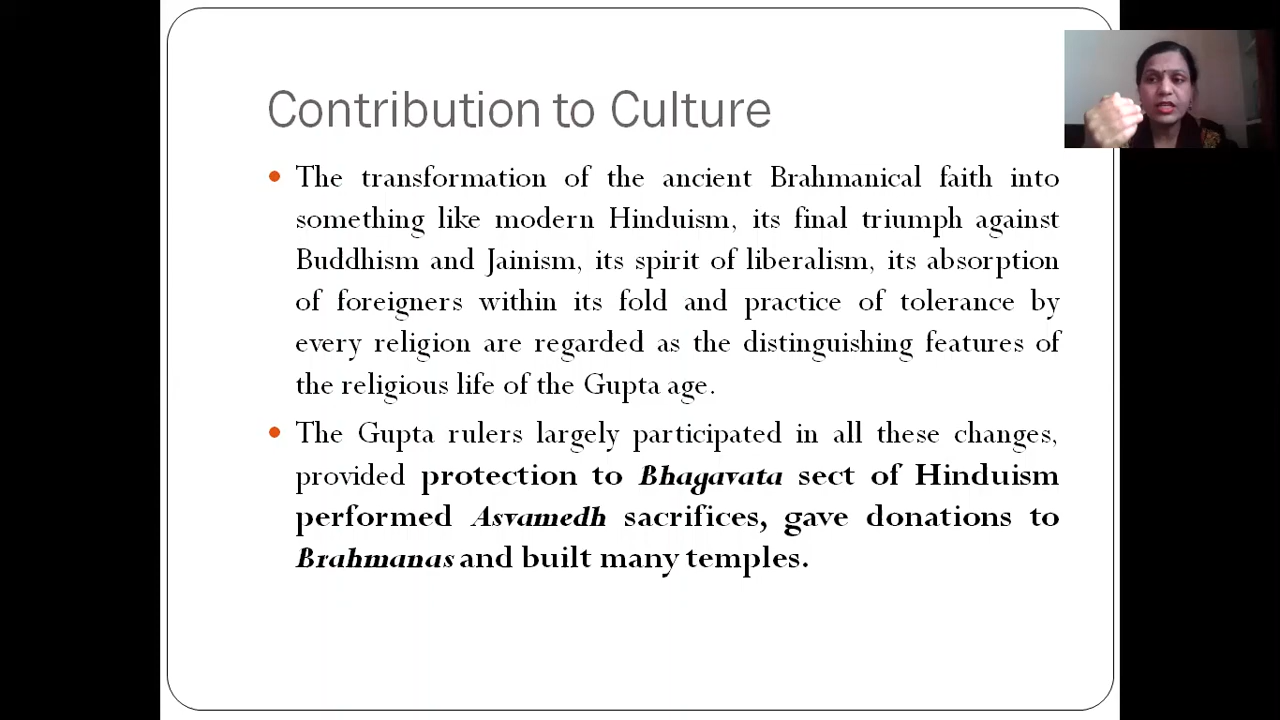 Contribution to Culture
• The transformation of the ancient Brahmanical faith into
something like modern Hinduism, its final triumph against
Buddhism and Jainism, its spirit of liberalism, its absorption
of foreigners within its fold and practice of tolerance by
every religion are regarded as the distinguishing features of
the religious life of the Gupta age.
• The Gupta rulers largely participated in all these changes,
provided protection to Bhagavata sect of Hinduism
performed Asvamedh sacrifices, gave donations to
Brahmanas and built many temples.